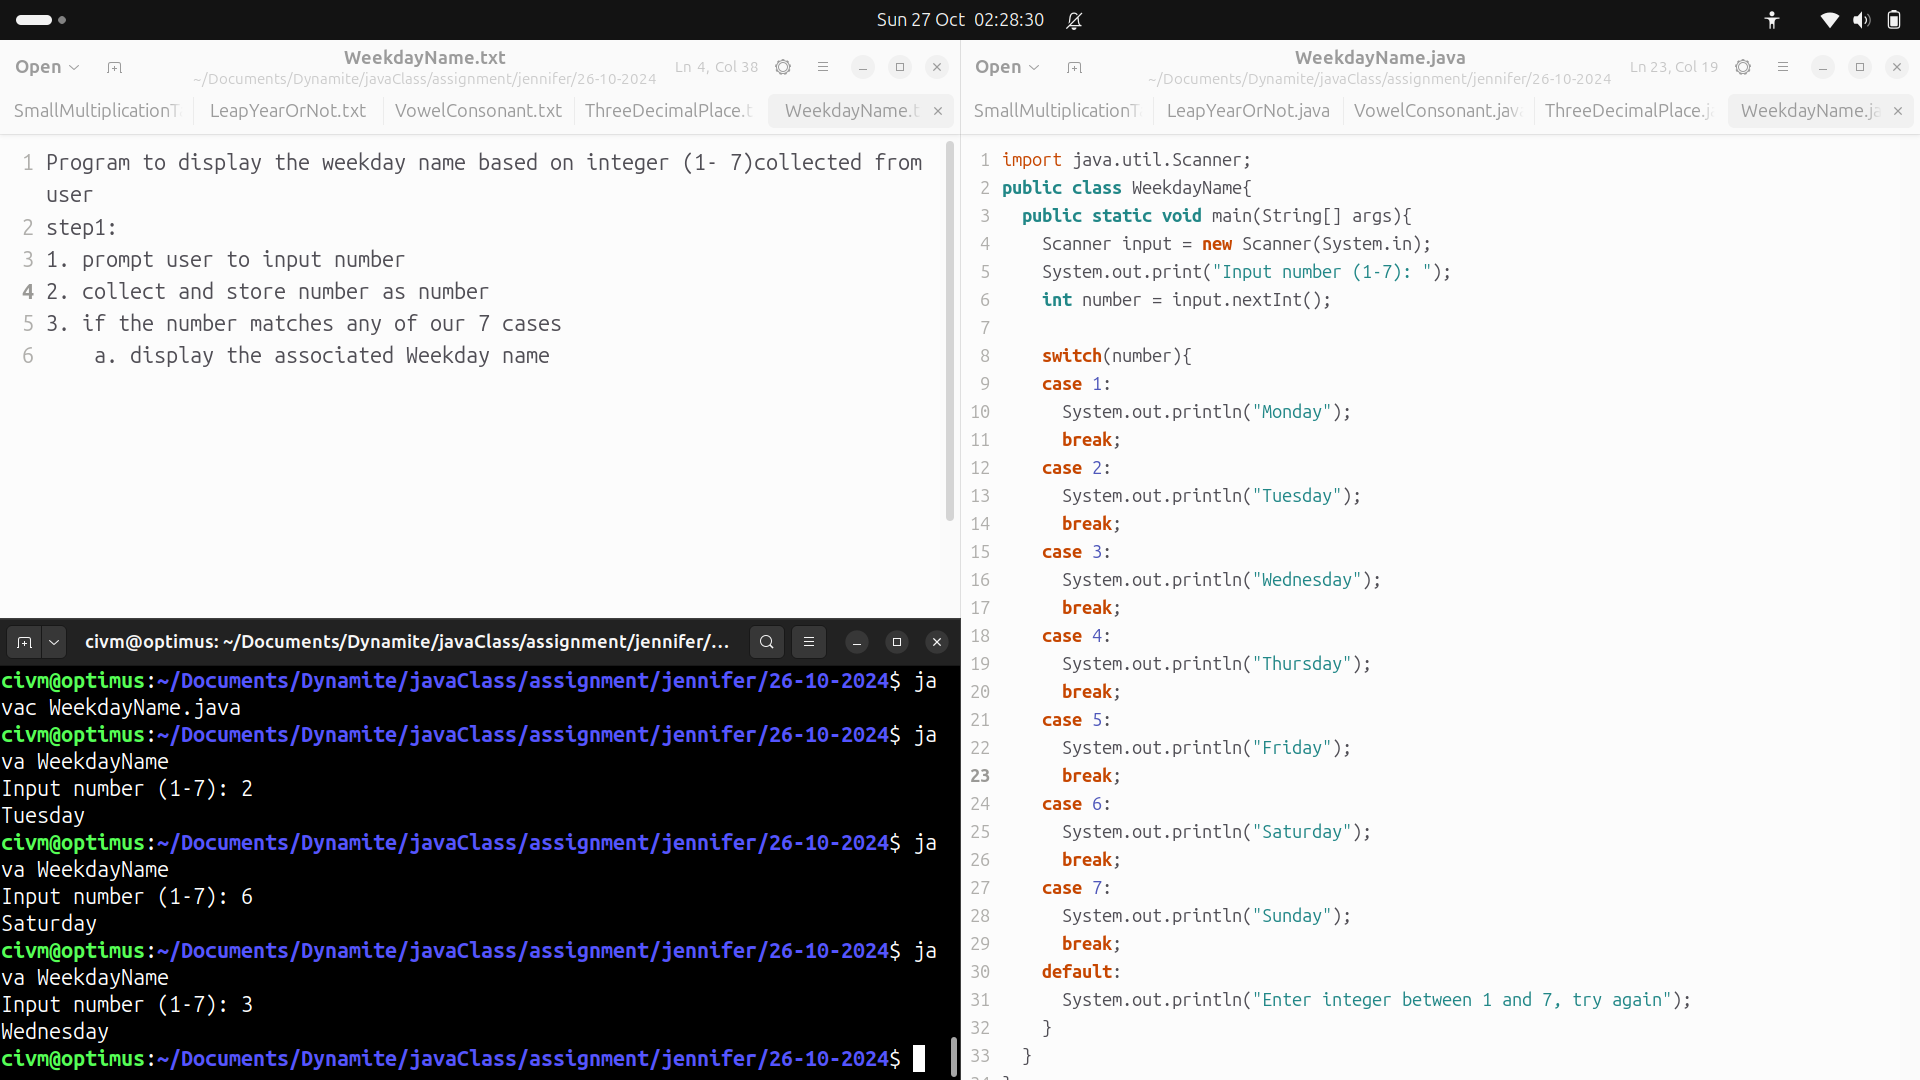 Sun 27 Oct 02:28:30
Open
WeekdayName.txt
~/Documents/Dynamite/javaClass/assignment/jennifer/26-10-2024
Ln 4, Col 38
SmallMultiplicationT
LeapYearOrNot.txt
VowelConsonant.txt
ThreeDecimalPlace.t
WeekdayName.t
1 Program to display the weekday name based on integer (1- 7)collected from
user
2 step1:
3 1. prompt user to input number
4 2. collect and store number as number
5 3. if the number matches any of our 7 cases
6 a. display the associated Weekday name
civm@optimus: ~/Documents/Dynamite/javaClass/assignment/jennifer/...
civm@optimus:~/Documents/Dynamite/javaClass/assignment/jennifer/26-10-2024$ ja
vac WeekdayName.java
civm@optimus:~/Documents/Dynamite/javaClass/assignment/jennifer/26-10-2024$ ja
va WeekdayName
Input number (1-7): 2
Tuesday
civm@optimus:~/Documents/Dynamite/javaClass/assignment/jennifer/26-10-2024$ ja
va WeekdayName
Input number (1-7): 6
Saturday
civm@optimus:~/Documents/Dynamite/javaClass/assignment/jennifer/26-10-2024$ ja
va WeekdayName
Input number (1-7): 3
Wednesday
civm@optimus:~/Documents/Dynamite/javaClass/assignment/jennifer/26-10-2024$
Open
WeekdayName.java
~/Documents/Dynamite/javaClass/assignment/jennifer/26-10-2024
Ln 23, Col 19
SmallMultiplicationT
LeapYearOrNot.java
VowelConsonant.jav
ThreeDecimalPlace.j
WeekdayName.ja
1 import java.util.Scanner;
2 public class WeekdayName{
3 public static void main(String[] args){
4 Scanner input = new Scanner(System.in);
5 System.out.print("Input number (1-7): ");
6 int number = input.nextInt();
7
8 switch(number){
9 case 1:
10 System.out.println("Monday");
11 break;
12 case 2:
13 System.out.println("Tuesday");
14 break;
15 case 3:
16 System.out.println("Wednesday");
17 break;
18 case 4:
19 System.out.println("Thursday");
20 break;
21 case 5:
22 System.out.println("Friday");
23 break;
24 case 6:
25 System.out.println("Saturday");
26 break;
27 case 7:
28 System.out.println("Sunday");
29 break;
30 default:
31 System.out.println("Enter integer between 1 and 7, try again");
32 }
33 }